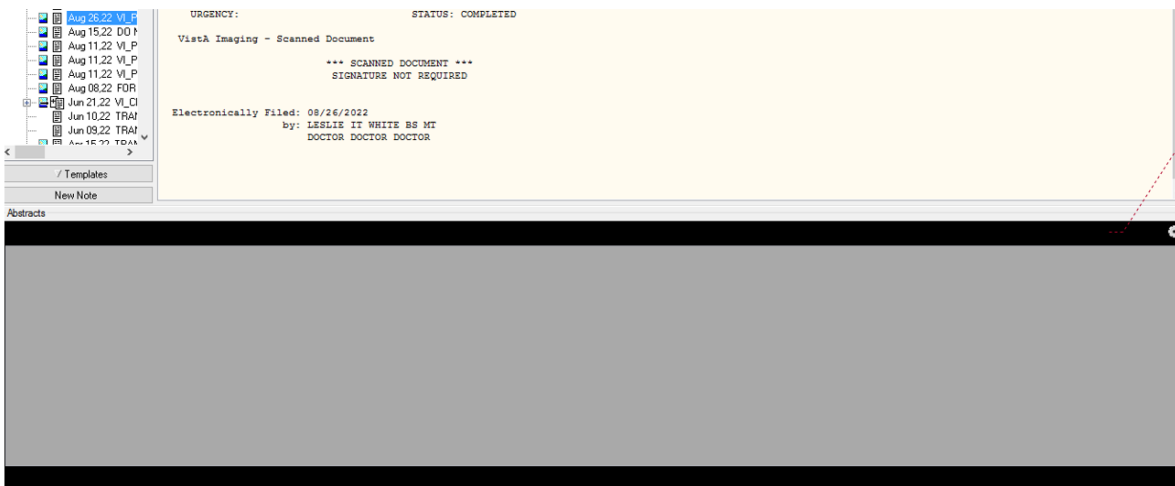 Aug 26,22 VI_P
Aug 15,22 DO N
Aug 11,22 VI_P
Aug 11,22 VI_P
Aug 11,22 VI_P
Aug 08,22 FOR
Jun 21,22 VI_CI
Jun 10,22 TRAN
Jun 09,22 TRAN
/ Templates
New Note
URGENCY: STATUS: COMPLETED
VistA Imaging - Scanned Document
*** SCANNED DOCUMENT ***
SIGNATURE NOT REQUIRED
Electronically Filed: 08/26/2022
by: LESLIE IT WHITE BS MT
DOCTOR DOCTOR DOCTOR
Abstracts